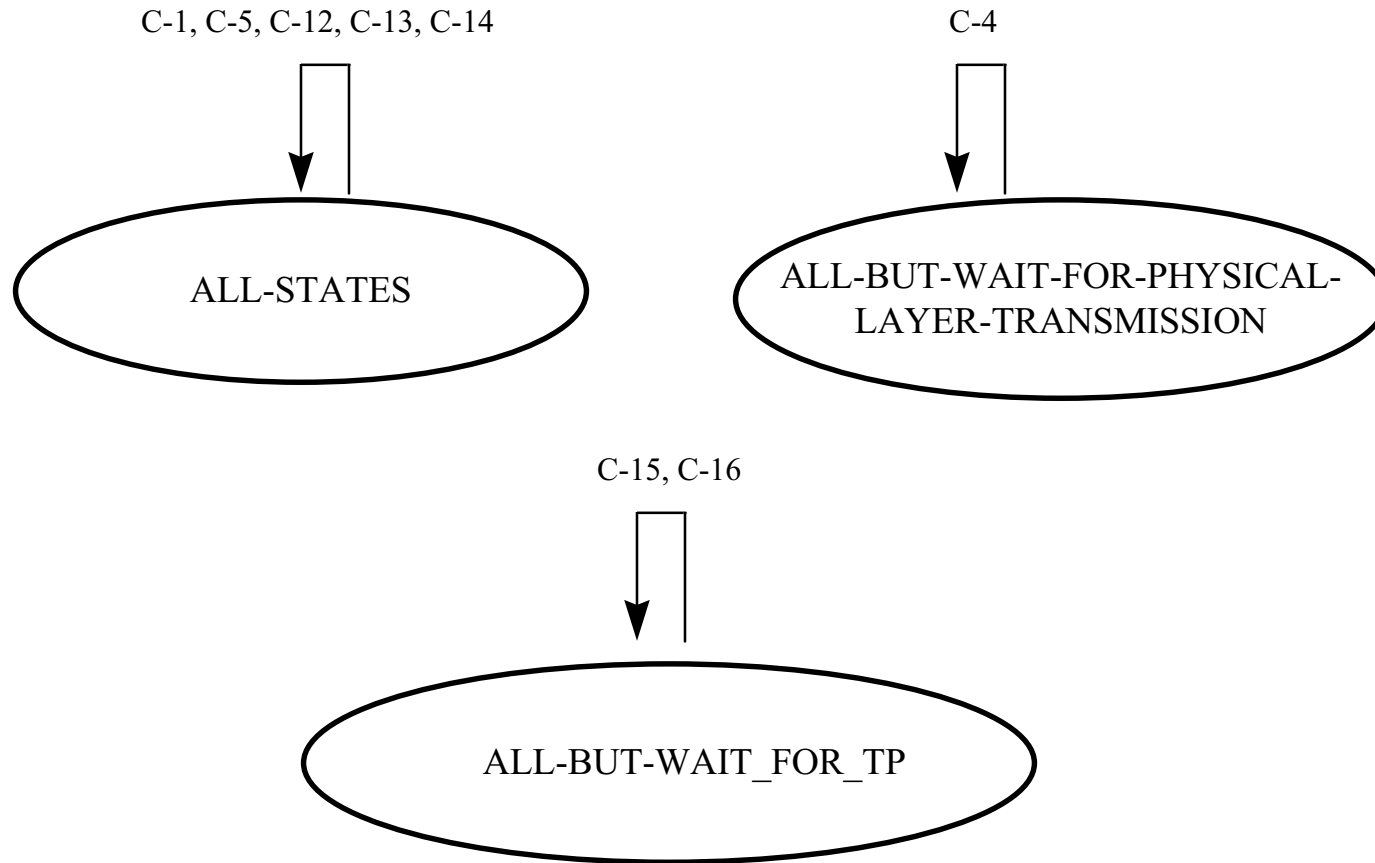 C-1, C-5, C-12, C-13, C-14
C-4
ALL-STATES
ALL-BUT-WAIT-FOR-PHYSICAL-
LAYER-TRANSMISSION
C-15, C-16
ALL-BUT-WAIT_FOR_TP